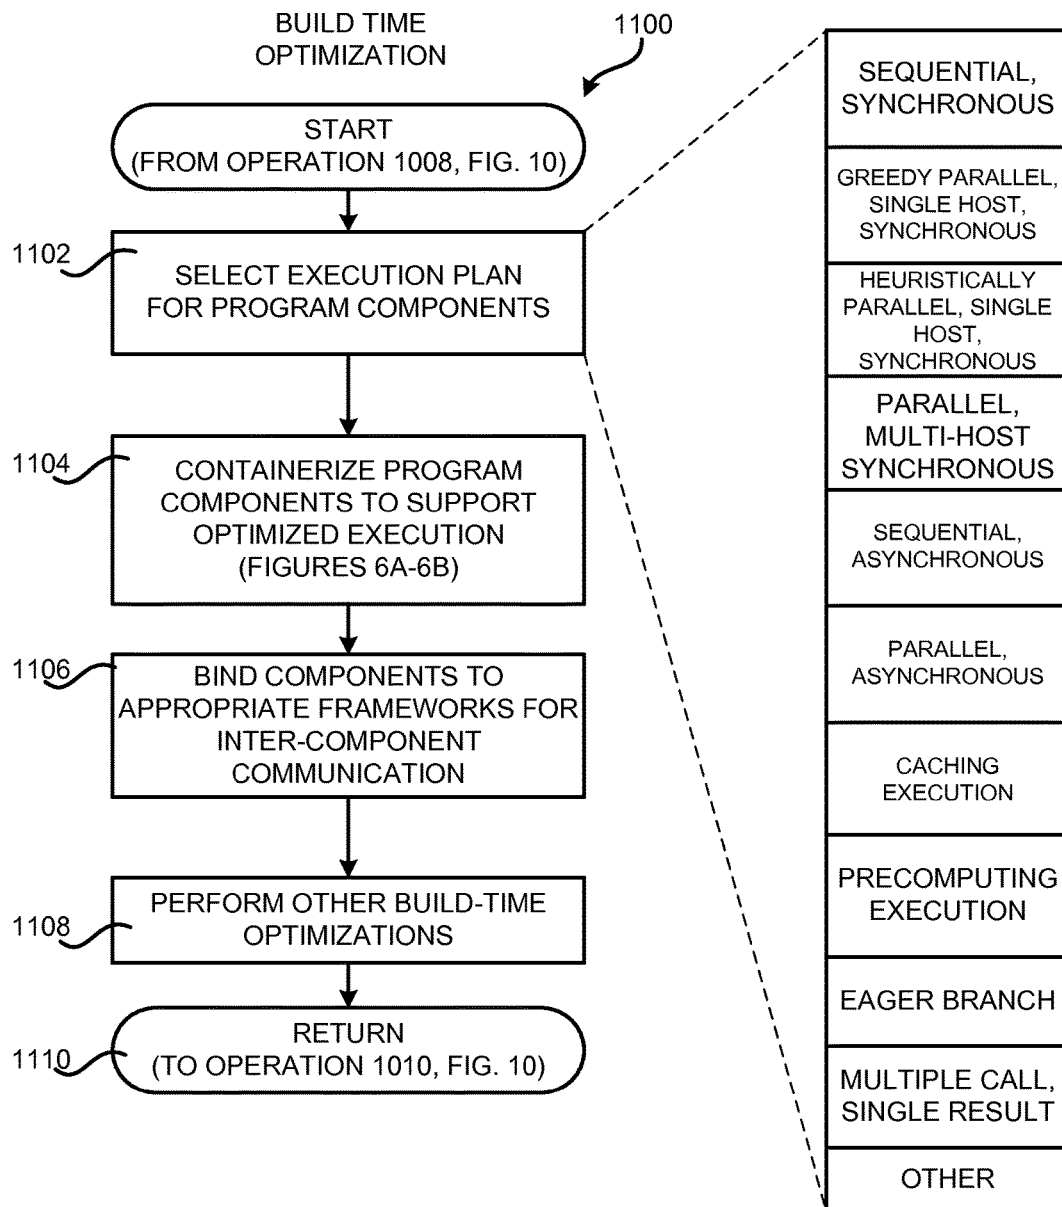 BUILD TIME
OPTIMIZATION
1100
START
(FROM OPERATION 1008, FIG. 10)
1102
SELECT EXECUTION PLAN
FOR PROGRAM COMPONENTS
1104
CONTAINERIZE PROGRAM
COMPONENTS TO SUPPORT
OPTIMIZED EXECUTION
(FIGURES 6A-6B)
1106
BIND COMPONENTS TO
APPROPRIATE FRAMEWORKS FOR
INTER-COMPONENT
COMMUNICATION
1108
PERFORM OTHER BUILD-TIME
OPTIMIZATIONS
1110
RETURN
(TO OPERATION 1010, FIG. 10)
SEQUENTIAL,
SYNCHRONOUS
GREEDY PARALLEL,
SINGLE HOST,
SYNCHRONOUS
HEURISTICALLY
PARALLEL, SINGLE
HOST,
SYNCHRONOUS
PARALLEL,
MULTI-HOST
SYNCHRONOUS
SEQUENTIAL,
ASYNCHRONOUS
PARALLEL,
ASYNCHRONOUS
CACHING
EXECUTION
PRECOMPUTING
EXECUTION
EAGER BRANCH
MULTIPLE CALL,
SINGLE RESULT
OTHER